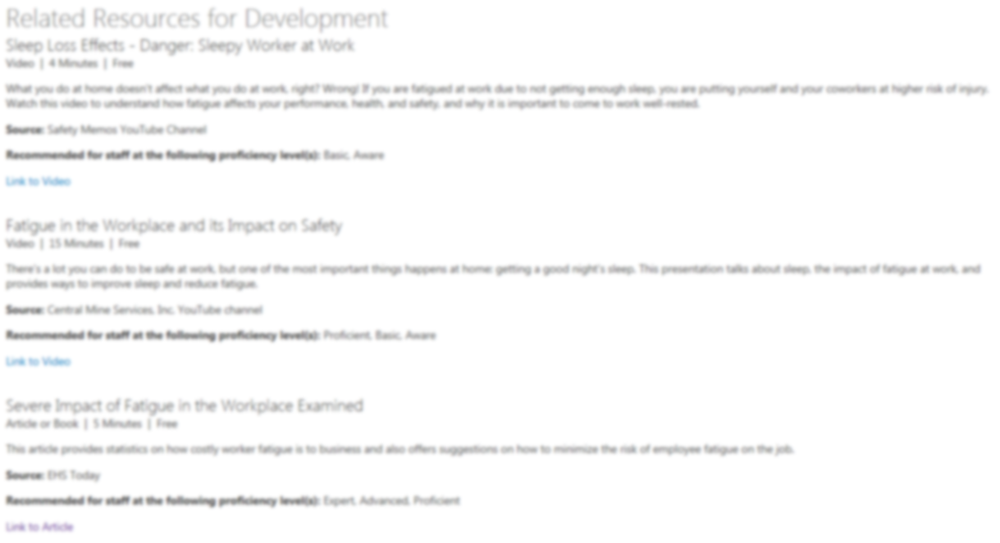 Related Resources for Development
Sleep Loss Effects - Danger: Sleepy Worker at Work
Video | 4 Minutes | Free
What you do at home doesn't affect what you do at work, right? Wrong! If you are fatigued at work due to not getting enough sleep, you are putting yourself and your coworkers at higher risk of injury.
Watch this video to understand how fatigue affects your performance, health, and safety, and why it is important to come to work well-rested.
Source: Safety Memos YouTube Channel
Recommended for staff at the following proficiency level(s): Basic, Aware
Link to Video
Fatigue in the Workplace and its Impact on Safety
Video | 15 Minutes | Free
There's a lot you can do to be safe at work, but one of the most important things happens at home: getting a good night's sleep. This presentation talks about sleep, the impact of fatigue at work, and
provides ways to improve sleep and reduce fatigue.
Source: Central Mine Services, Inc. YouTube channel
Recommended for staff at the following proficiency level(s): Proficient, Basic, Aware
Link to Video
Severe Impact of Fatigue in the Workplace Examined
Article or Book | 5 Minutes | Free
This article provides statistics on how costly worker fatigue is to business and also offers suggestions on how to minimize the risk of employee fatigue on the job.
Source: EHS Today
Recommended for staff at the following proficiency level(s): Expert, Advanced, Proficient
Link to Article